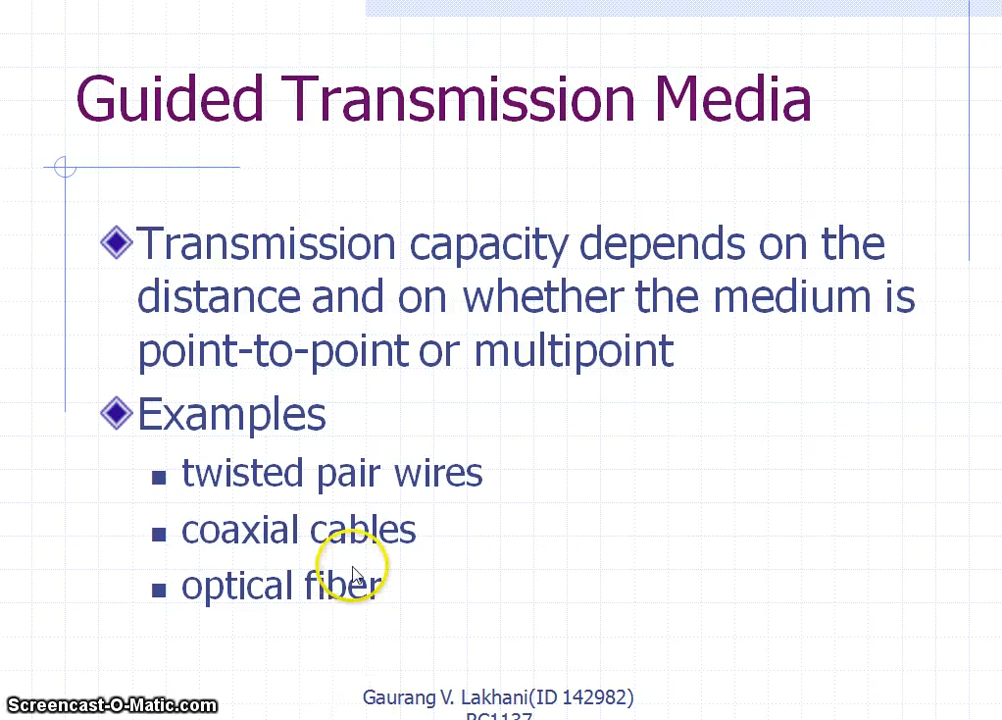 Guided Transmission Media
Transmission capacity depends on the
distance and on whether the medium is
point-to-point or multipoint
Examples
twisted pair wires
coaxial cables
optical fiber
Gaurang V. Lakhani(ID 142982)
Screencast-O-Matic.com